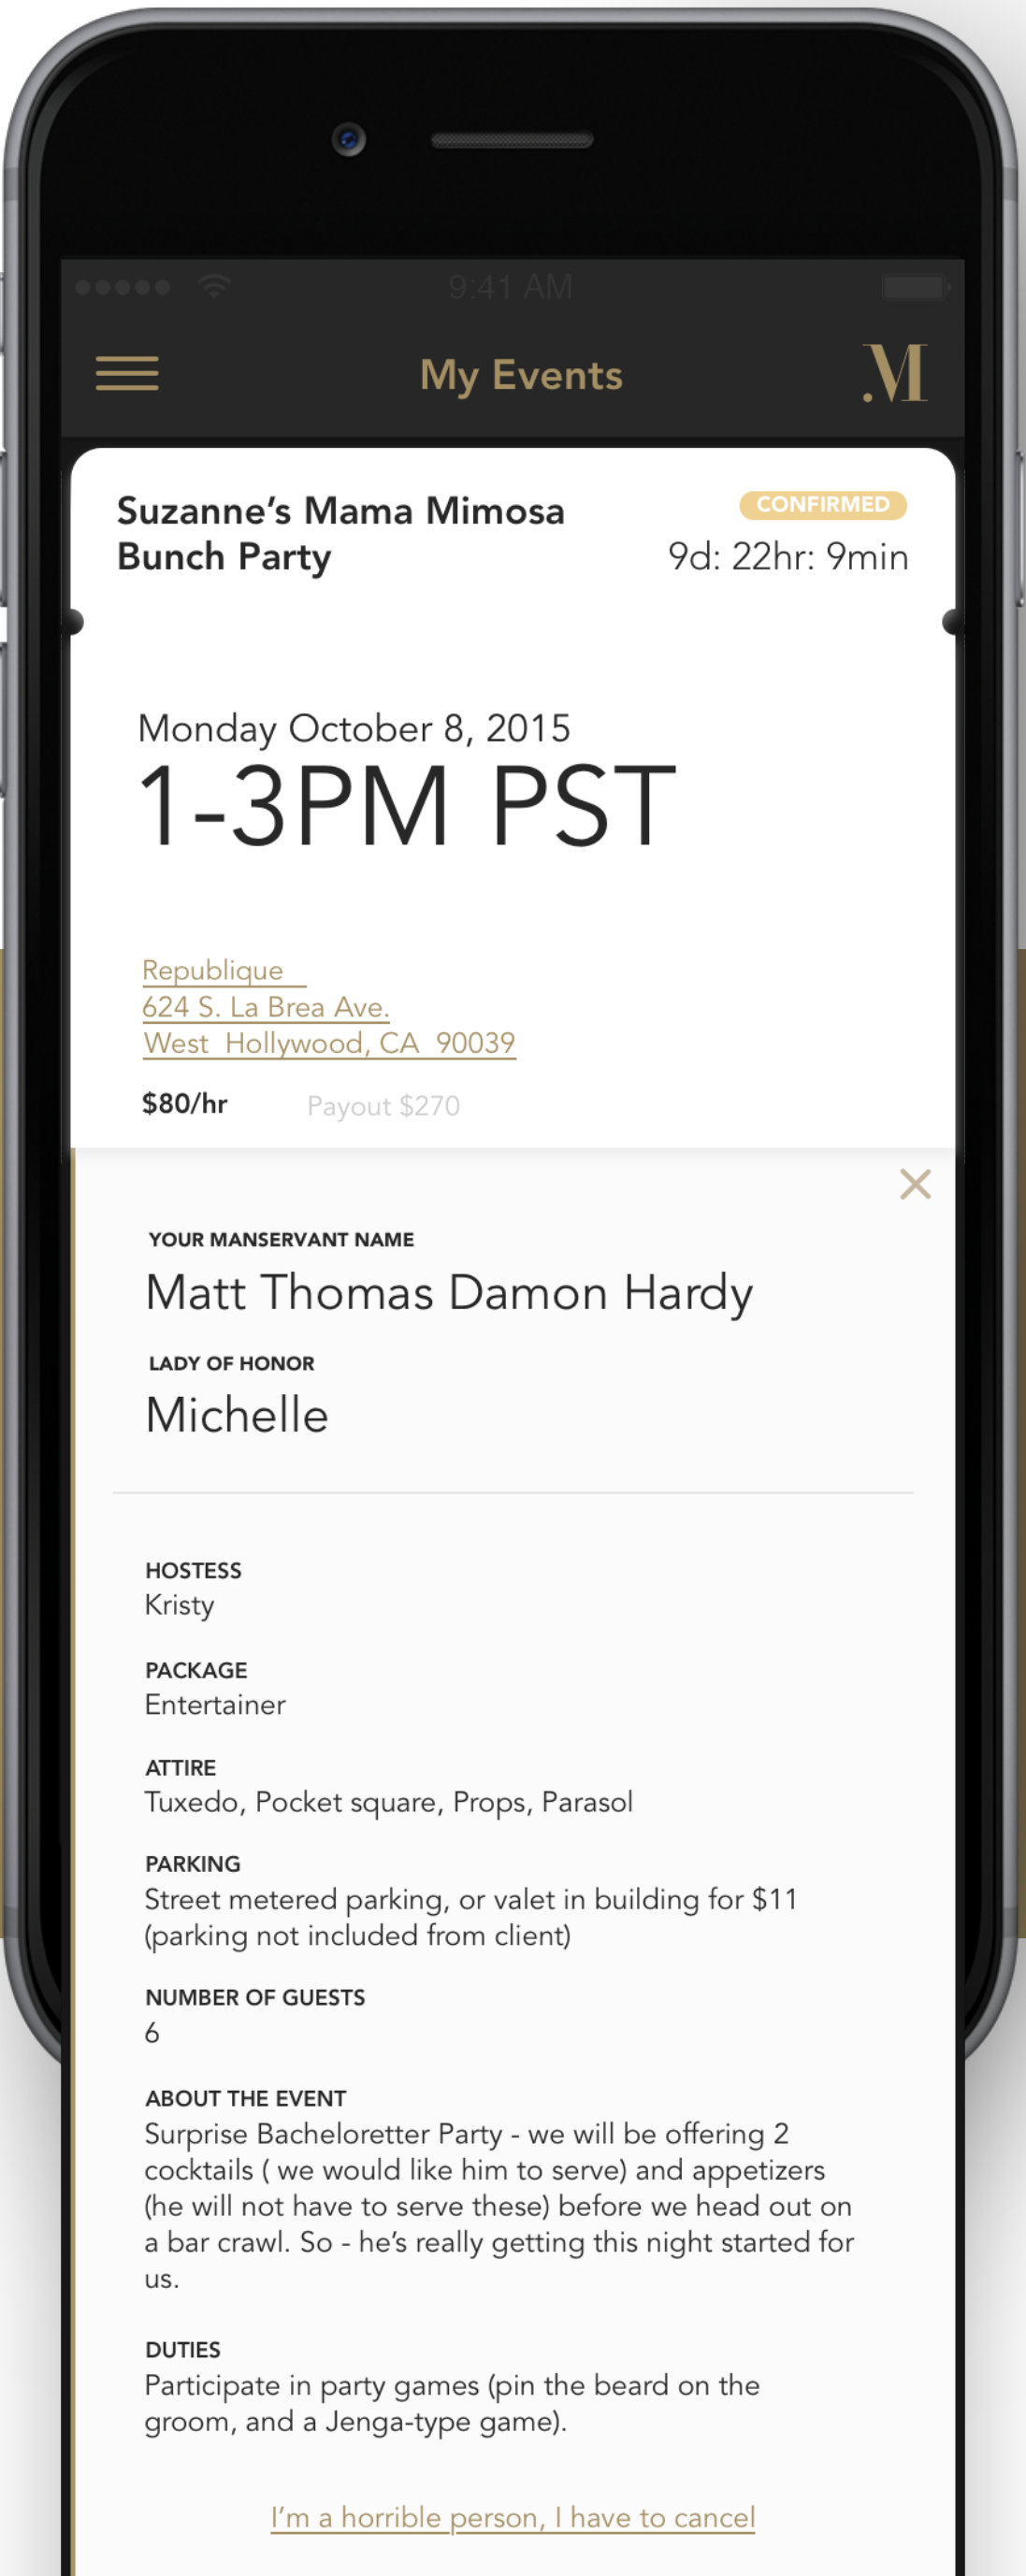 9:41 AM
My Events
.M
Suzanne’s Mama Mimosa
Bunch Party
CONFIRMED
9d: 22hr: 9min
Monday October 8, 2015
1-3PM PST
Republique
624 S. La Brea Ave.
West Hollywood, CA 90039
$80/hr Payout $270
YOUR MANSERVANT NAME
Matt Thomas Damon Hardy
LADY OF HONOR
Michelle
HOSTESS
Kristy
PACKAGE
Entertainer
ATTIRE
Tuxedo, Pocket square, Props, Parasol
PARKING
Street metered parking, or valet in building for $11
(parking not included from client)
NUMBER OF GUESTS
6
ABOUT THE EVENT
Surprise Bacheloretter Party - we will be offering 2
cocktails ( we would like him to serve) and appetizers
(he will not have to serve these) before we head out on
a bar crawl. So - he’s really getting this night started for
us.
DUTIES
Participate in party games (pin the beard on the
groom, and a Jenga-type game).
I’m a horrible person, I have to cancel